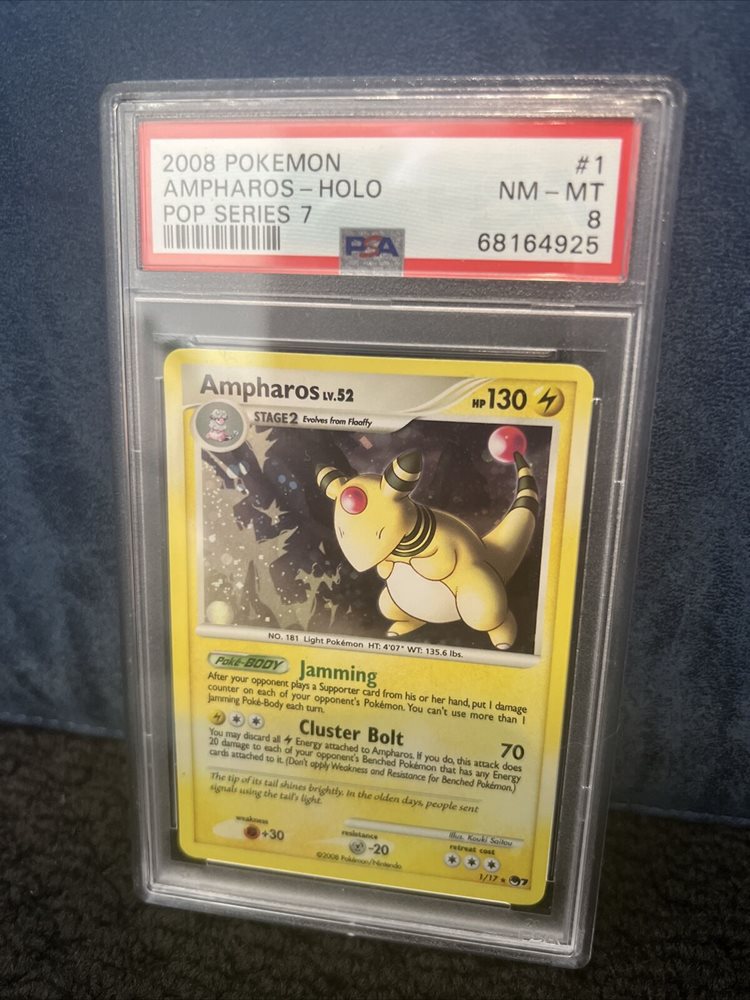 2008 POKEMON #1
AMPHAROS - HOLO NM - MT
POP SERIES 7 8
PSA 68164925
Ampharos LV.52 HP 130
STAGE2 Evolves from Flaaffy
NO. 181 Light Pokémon HT: 4'07" WT: 135.6 lbs.
Poké-BODY Jamming
After your opponent plays a Supporter card from his or her hand, put 1 damage
counter on each of your opponent's Pokémon. You can't use more than 1
Jamming Poké-Body each turn.
Cluster Bolt 70
You may discard all Energy attached to Ampharos. If you do, this attack does
20 damage to each of your opponent's Benched Pokémon that has any Energy
cards attached to it. (Don't apply Weakness and Resistance for Benched Pokémon.)
The tip of its tail shines brightly. In the olden days, people sent
signals using the tail's light.
Illus. Kouki Saitou
weakness resistance retreat cost
+30 -20
©2008 Pokémon/Nintendo 1/17 ★ 7